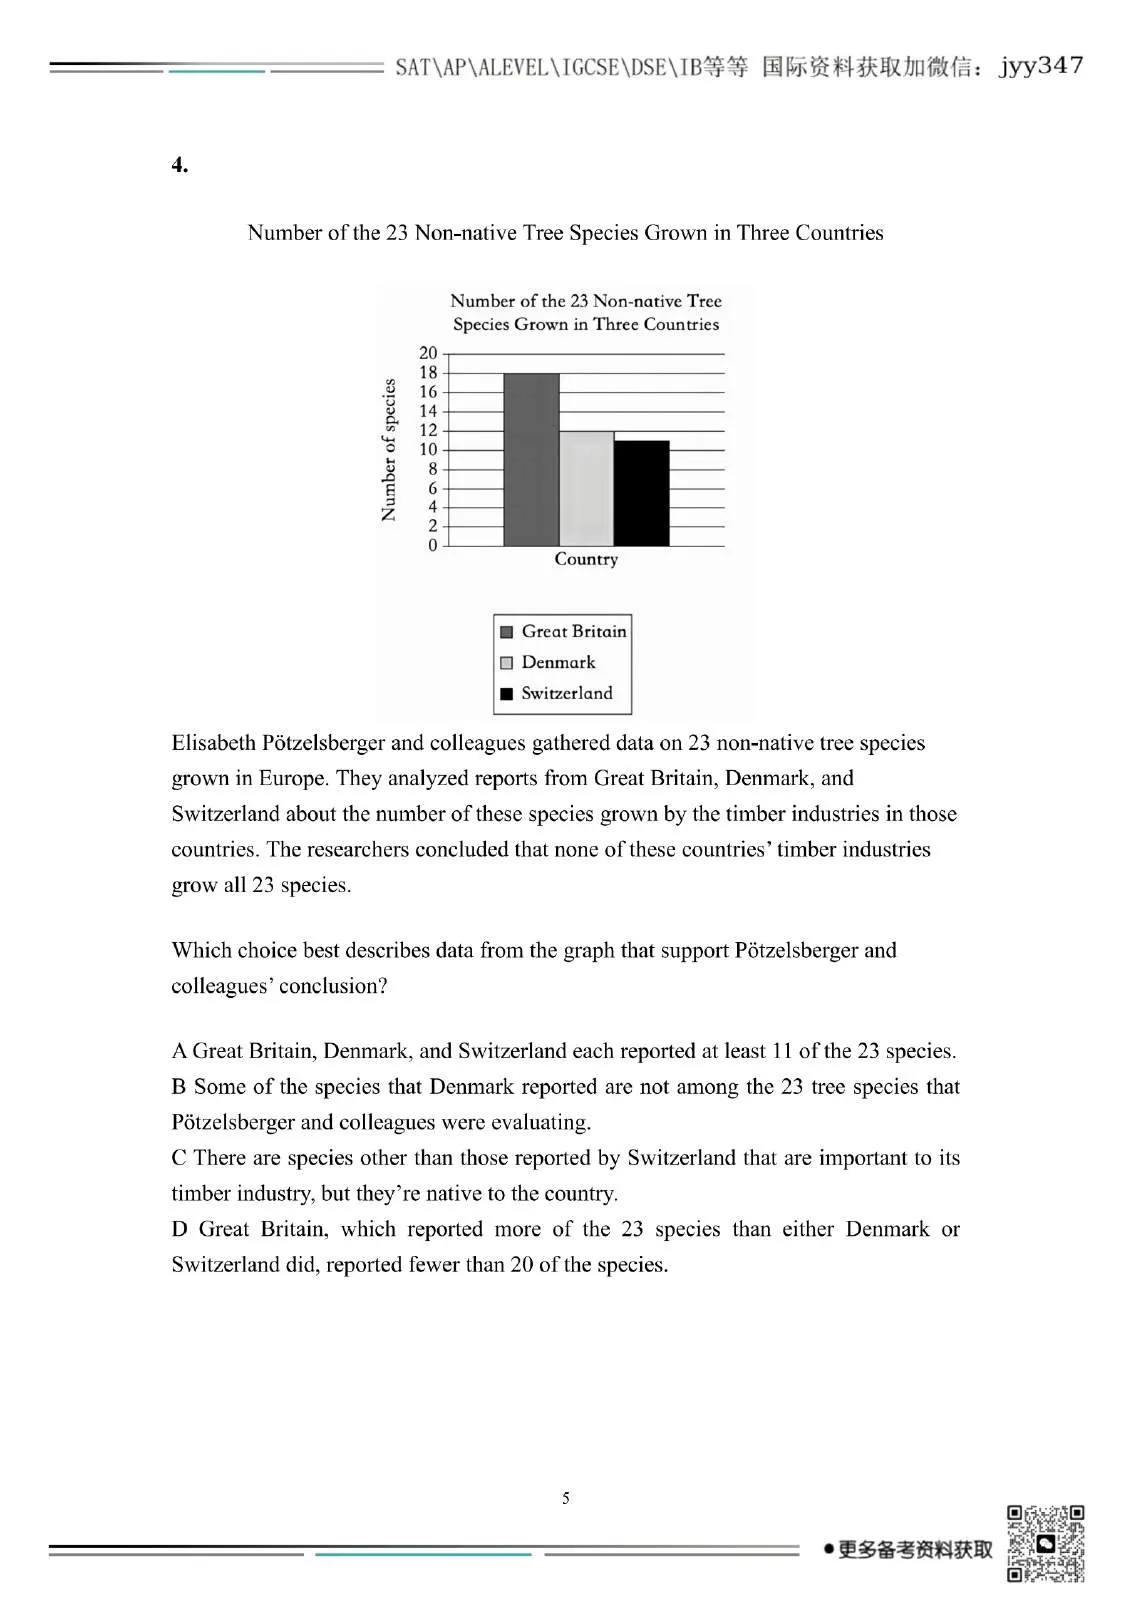 SAT\AP\ALEVEL\IGCSE\DSE\IB等等 国际资料获取加微信：jyy347
4.
Number of the 23 Non-native Tree Species Grown in Three Countries
Number of the 23 Non-native Tree
Species Grown in Three Countries
20
18
16
14
12
10
8
6
4
2
0
Number of species
Country
Great Britain
Denmark
Switzerland
Elisabeth Pötzelsberger and colleagues gathered data on 23 non-native tree species
grown in Europe. They analyzed reports from Great Britain, Denmark, and
Switzerland about the number of these species grown by the timber industries in those
countries. The researchers concluded that none of these countries’ timber industries
grow all 23 species.
Which choice best describes data from the graph that support Pötzelsberger and
colleagues’ conclusion?
A Great Britain, Denmark, and Switzerland each reported at least 11 of the 23 species.
B Some of the species that Denmark reported are not among the 23 tree species that
Pötzelsberger and colleagues were evaluating.
C There are species other than those reported by Switzerland that are important to its
timber industry, but they’re native to the country.
D Great Britain, which reported more of the 23 species than either Denmark or
Switzerland did, reported fewer than 20 of the species.
5
●更多备考资料获取